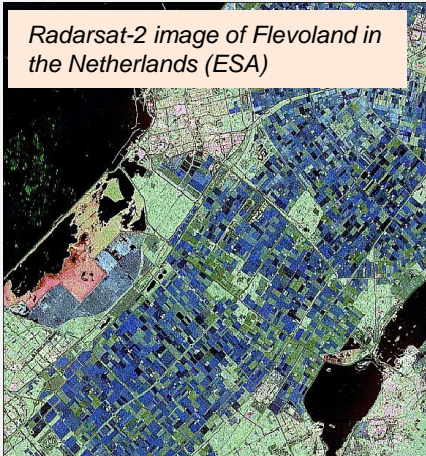 Radarsat-2 image of Flevoland in
the Netherlands (ESA)